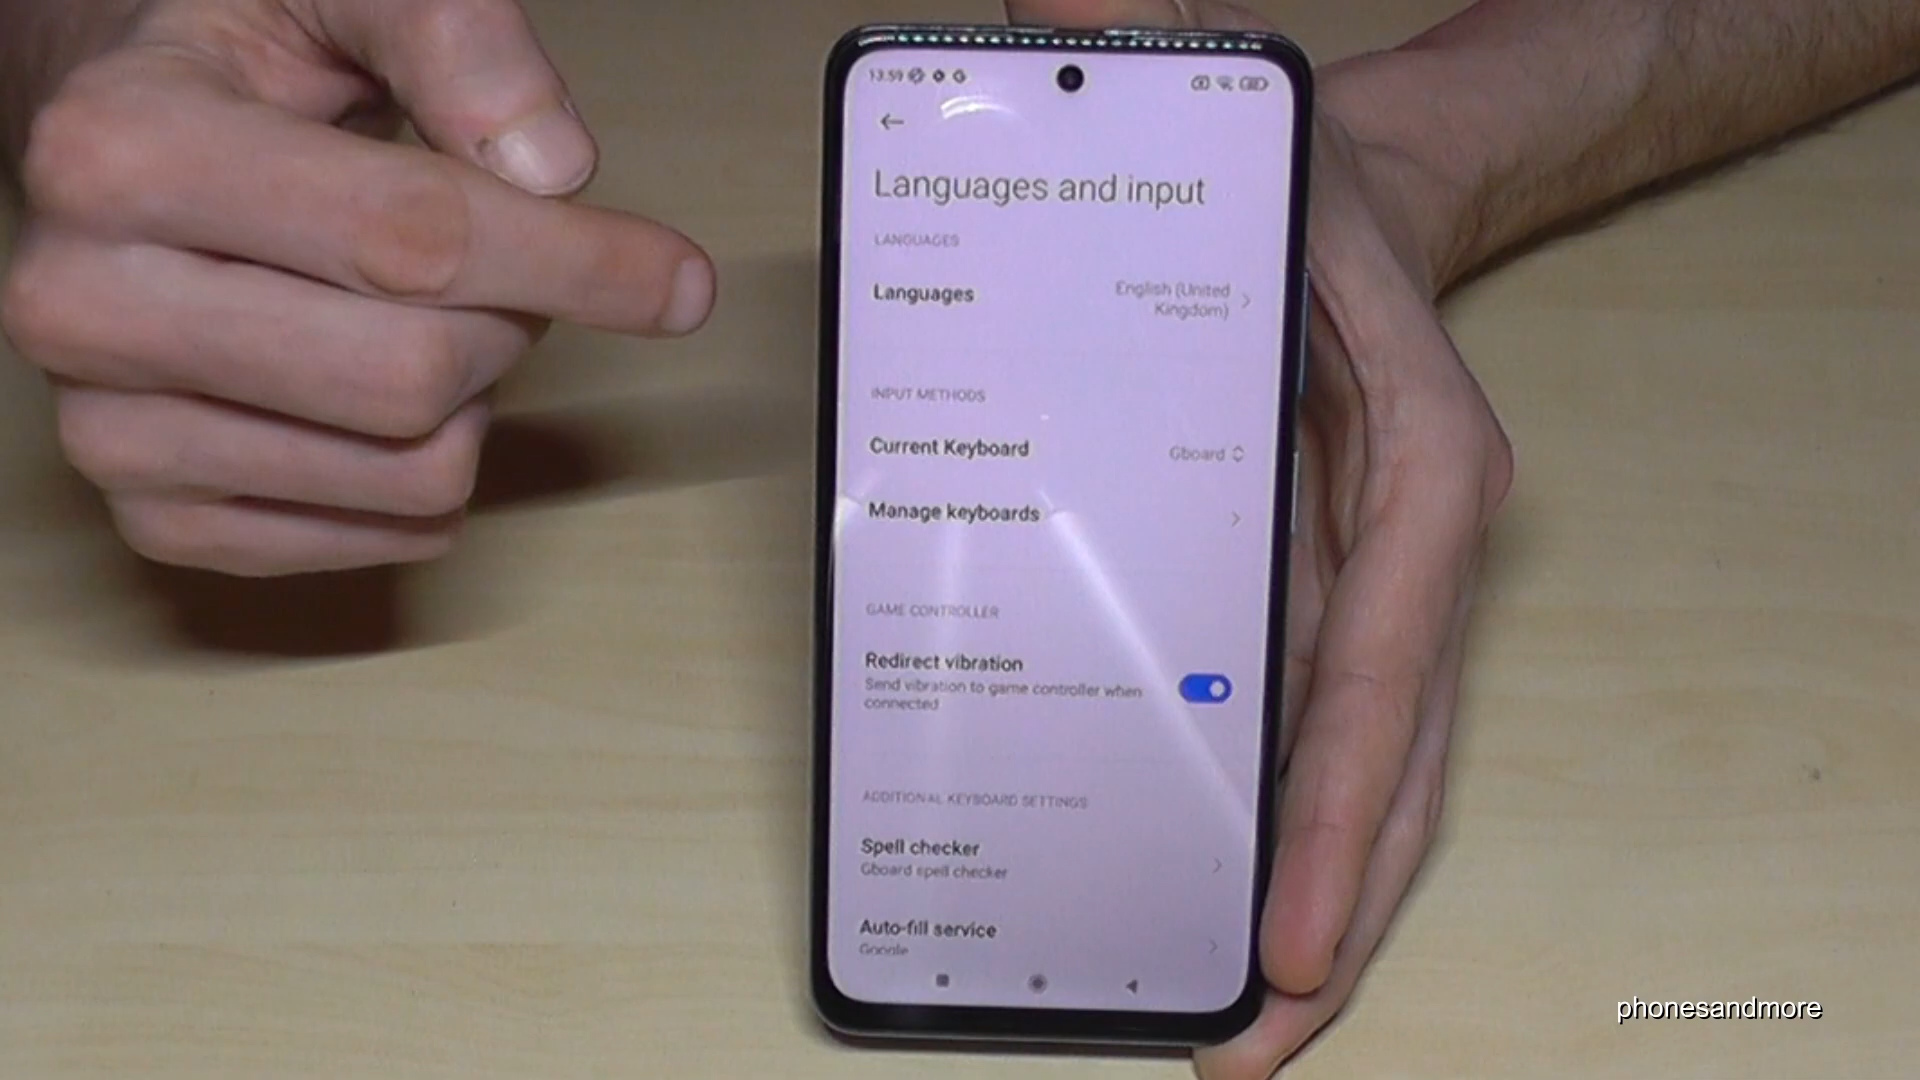 13:59
Languages and input
LANGUAGES
Languages
English (United
Kingdom)
INPUT METHODS
Current Keyboard
Gboard
Manage keyboards
GAME CONTROLLER
Redirect vibration
Send vibration to game controller when
connected
ADDITIONAL KEYBOARD SETTINGS
Spell checker
Gboard spell checker
Auto-fill service
Google
phonesandmore